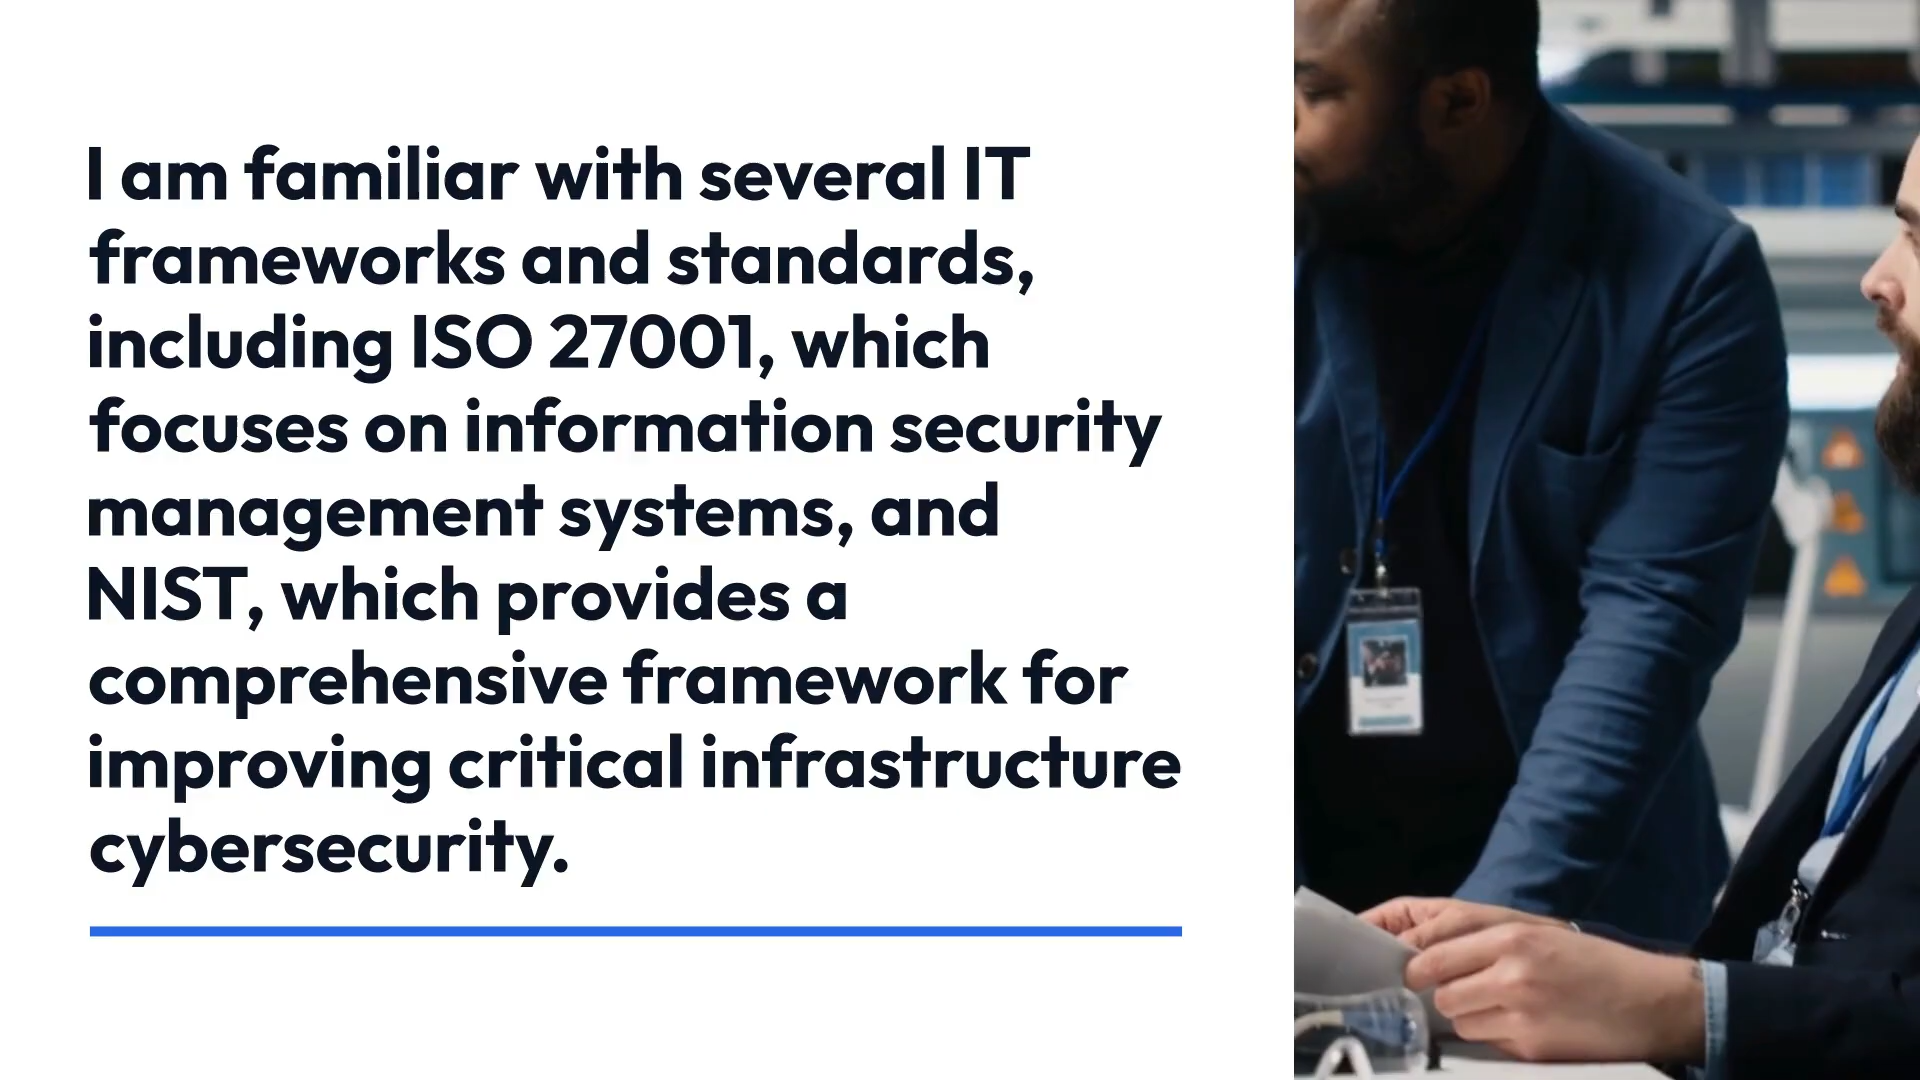 I am familiar with several IT
frameworks and standards,
including ISO 27001, which
focuses on information security
management systems, and
NIST, which provides a
comprehensive framework for
improving critical infrastructure
cybersecurity.